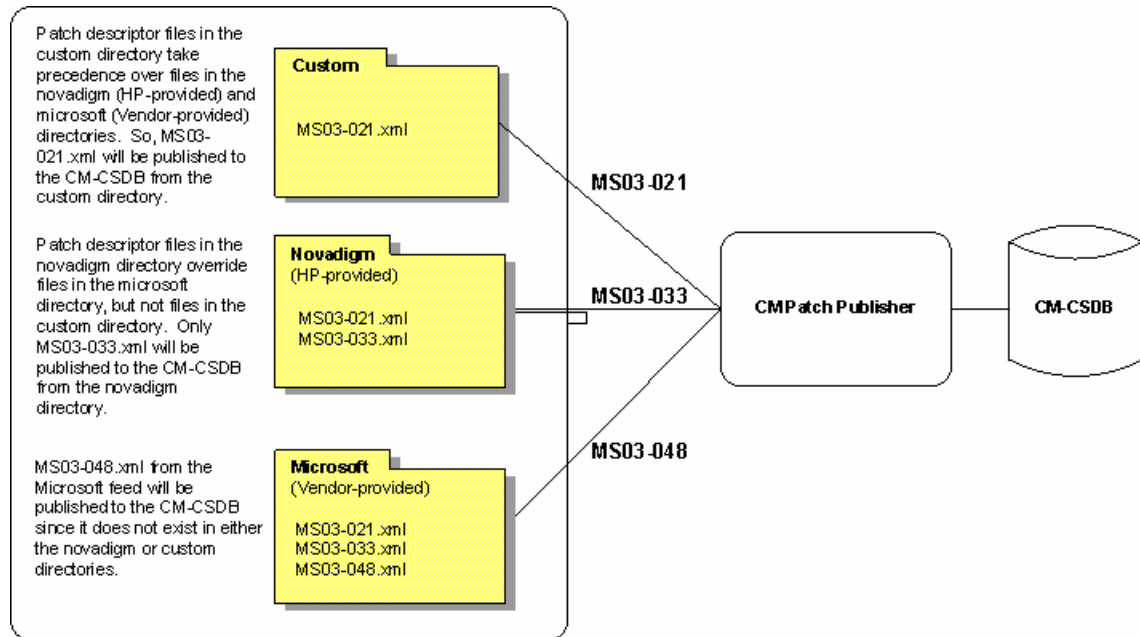 Patch descriptor files in the
custom directory take
precedence over files in the
novadigm (HP-provided) and
microsoft (Vendor-provided)
directories. So, MS03-
021.xml will be published to
the CM-CSDB from the
custom directory.
Custom
MS03-021.xml
MS03-021
Patch descriptor files in the
novadigm directory override
files in the microsoft
directory, but not files in the
custom directory. Only
MS03-033.xml will be
published to the CM-CSDB
from the novadigm
directory.
Novadigm
(HP-provided)
MS03-021.xml
MS03-033.xml
MS03-033
CM Patch Publisher
CM-CSDB
MS03-048.xml from the
Microsoft feed will be
published to the CM-CSDB
since it does not exist in either
the novadigm or custom
directories.
Microsoft
(Vendor-provided)
MS03-021.xml
MS03-033.xml
MS03-048.xml
MS03-048